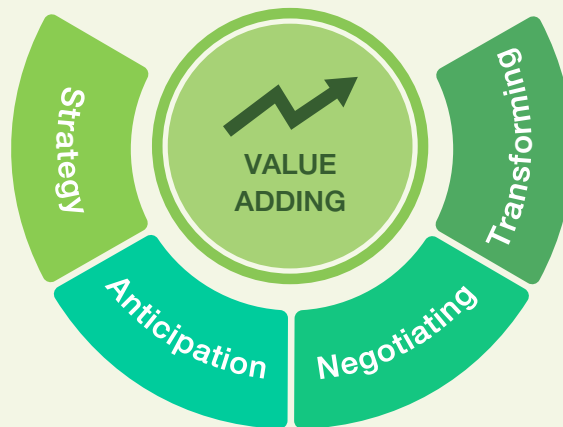 VALUE
ADDING
Strategy
Anticipation
Negotiating
Transforming